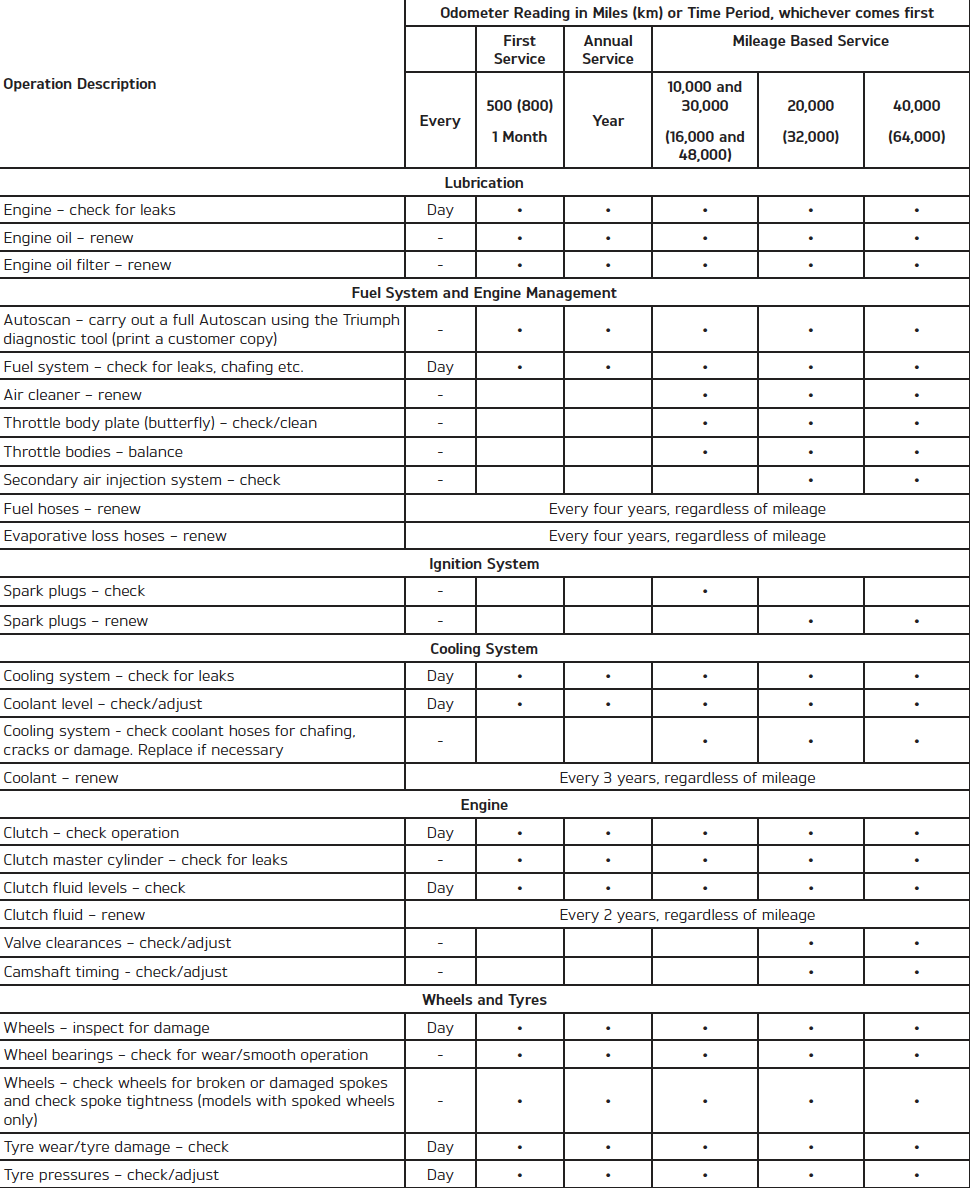 Odometer Reading in Miles (km) or Time Period, whichever comes first
Operation Description
Every
First
Service
Annual
Service
Mileage Based Service
500 (800)
1 Month
Year
10,000 and
30,000
(16,000 and
48,000)
20,000
(32,000)
40,000
(64,000)
Lubrication
Engine – check for leaks Day • • • • •
Engine oil – renew - • • • • •
Engine oil filter – renew - • • • • •
Fuel System and Engine Management
Autoscan – carry out a full Autoscan using the Triumph
diagnostic tool (print a customer copy) - • • • • •
Fuel system – check for leaks, chafing etc. Day • • • • •
Air cleaner – renew - • • •
Throttle body plate (butterfly) – check/clean - • • •
Throttle bodies – balance - • • •
Secondary air injection system – check - • •
Fuel hoses – renew Every four years, regardless of mileage
Evaporative loss hoses – renew Every four years, regardless of mileage
Ignition System
Spark plugs – check - •
Spark plugs – renew - • •
Cooling System
Cooling system – check for leaks Day • • • • •
Coolant level – check/adjust Day • • • • •
Cooling system - check coolant hoses for chafing,
cracks or damage. Replace if necessary - • • •
Coolant – renew Every 3 years, regardless of mileage
Engine
Clutch – check operation Day • • • • •
Clutch master cylinder – check for leaks - • • • • •
Clutch fluid levels – check Day • • • • •
Clutch fluid – renew Every 2 years, regardless of mileage
Valve clearances – check/adjust - • •
Camshaft timing - check/adjust - • •
Wheels and Tyres
Wheels – inspect for damage Day • • • • •
Wheel bearings – check for wear/smooth operation - • • • • •
Wheels – check wheels for broken or damaged spokes
and check spoke tightness (models with spoked wheels
only) - • • • • •
Tyre wear/tyre damage – check Day • • • • •
Tyre pressures – check/adjust Day • • • • •